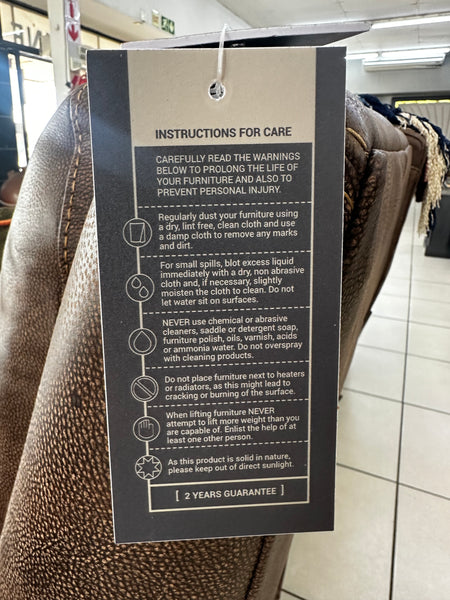 INSTRUCTIONS FOR CARE
CAREFULLY READ THE WARNINGS
BELOW TO PROLONG THE LIFE OF
YOUR FURNITURE AND ALSO TO
PREVENT PERSONAL INJURY.
Regularly dust your furniture using
a dry, lint free, clean cloth and use
a damp cloth to remove any marks
and dirt.
For small spills, blot excess liquid
immediately with a dry, non abrasive
cloth and, if necessary, slightly
moisten the cloth to clean. Do not
let water sit on surfaces.
NEVER use chemical or abrasive
cleaners, saddle or detergent soap,
furniture polish, oils, varnish, acids
or ammonia water. Do not overspray
with cleaning products.
Do not place furniture next to heaters
or radiators, as this might lead to
cracking or burning of the surface.
When lifting furniture NEVER
attempt to lift more weight than you
are capable of. Enlist the help of at
least one other person.
As this product is solid in nature,
please keep out of direct sunlight.
[ 2 YEARS GUARANTEE ]